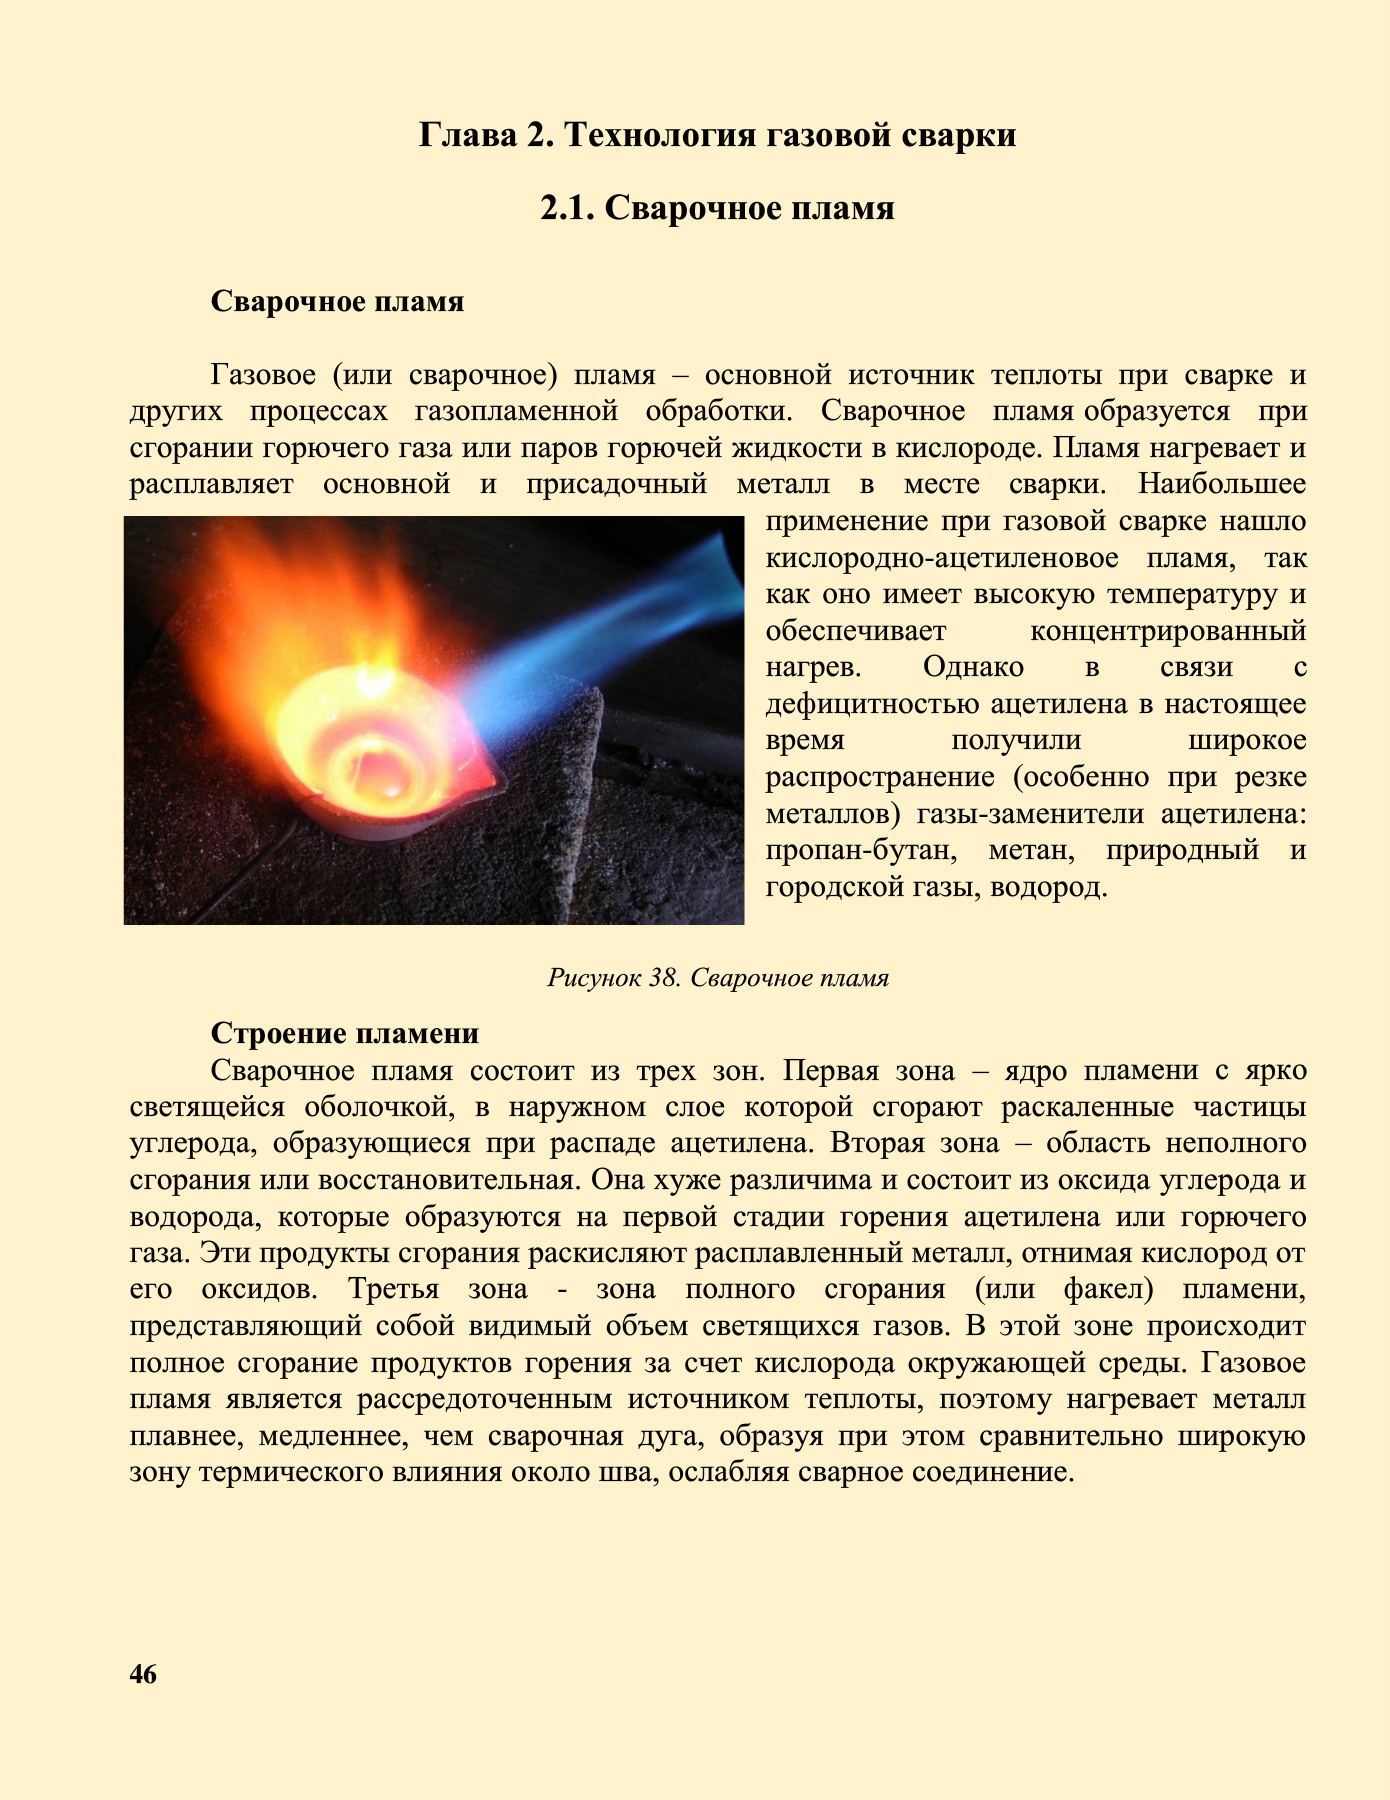 Глава 2. Технология газовой сварки
2.1. Сварочное пламя
Сварочное пламя
Газовое (или сварочное) пламя – основной источник теплоты при сварке и
других процессах газопламенной обработки. Сварочное пламя образуется при
сгорании горючего газа или паров горючей жидкости в кислороде. Пламя нагревает и
расплавляет основной и присадочный металл в месте сварки. Наибольшее
применение при газовой сварке нашло
кислородно-ацетиленовое пламя, так
как оно имеет высокую температуру и
обеспечивает концентрированный
нагрев. Однако в связи с
дефицитностью ацетилена в настоящее
время получили широкое
распространение (особенно при резке
металлов) газы-заменители ацетилена:
пропан-бутан, метан, природный и
городской газы, водород.
Рисунок 38. Сварочное пламя
Строение пламени
Сварочное пламя состоит из трех зон. Первая зона – ядро пламени с ярко
светящейся оболочкой, в наружном слое которой сгорают раскаленные частицы
углерода, образующиеся при распаде ацетилена. Вторая зона – область неполного
сгорания или восстановительная. Она хуже различима и состоит из оксида углерода и
водорода, которые образуются на первой стадии горения ацетилена или горючего
газа. Эти продукты сгорания раскисляют расплавленный металл, отнимая кислород от
его оксидов. Третья зона - зона полного сгорания (или факел) пламени,
представляющий собой видимый объем светящихся газов. В этой зоне происходит
полное сгорание продуктов горения за счет кислорода окружающей среды. Газовое
пламя является рассредоточенным источником теплоты, поэтому нагревает металл
плавнее, медленнее, чем сварочная дуга, образуя при этом сравнительно широкую
зону термического влияния около шва, ослабляя сварное соединение.
46